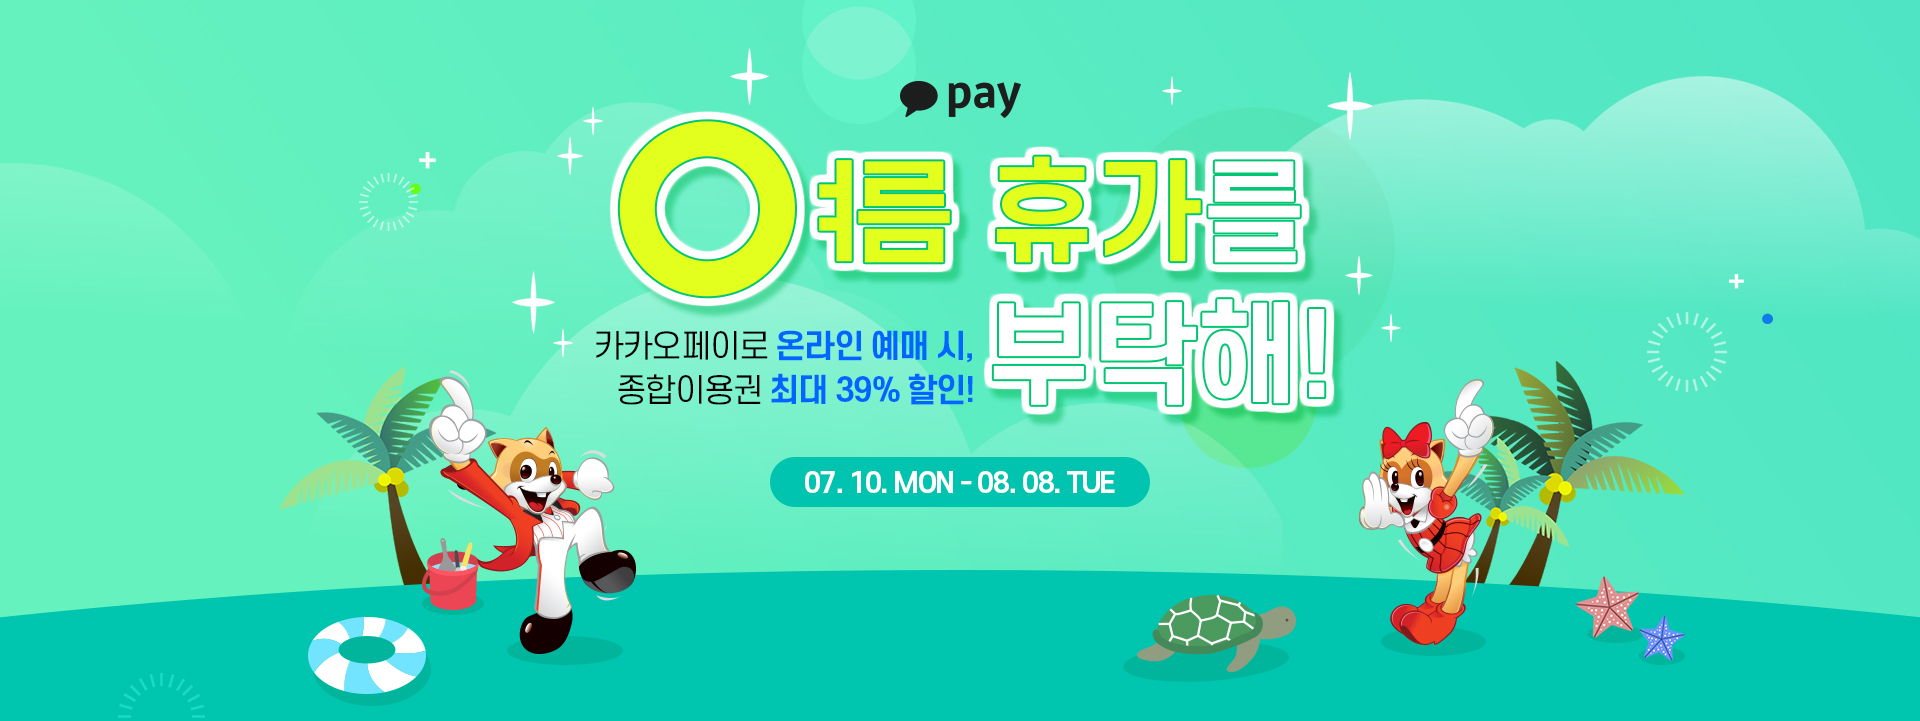 pay
여름 휴가를
부탁해!
카카오페이로 온라인 예매 시,
종합이용권 최대 39% 할인!
07. 10. MON - 08. 08. TUE